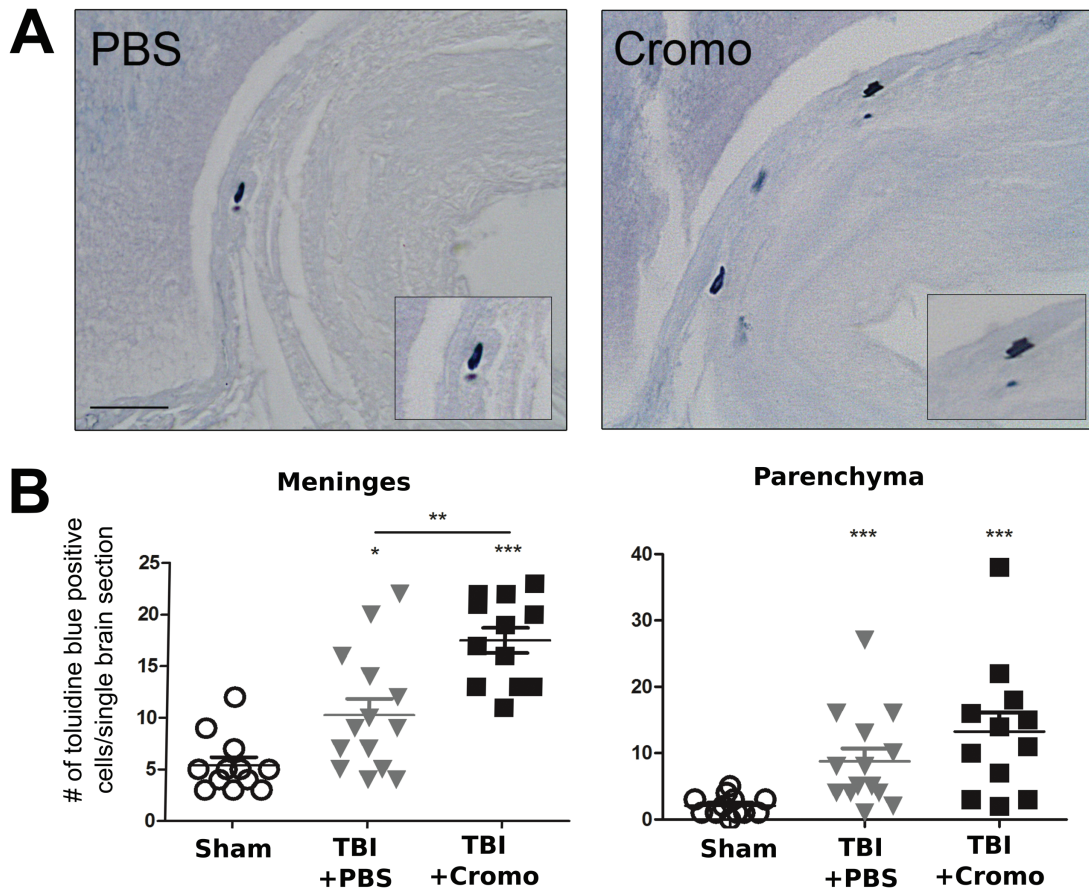 A
PBS
Cromo
B
Meninges
Parenchyma
# of toluidine blue positive
cells/single brain section
**
*
***
25
20
15
10
5
0
Sham
TBI
+PBS
TBI
+Cromo
***
***
40
30
20
10
0
Sham
TBI
+PBS
TBI
+Cromo